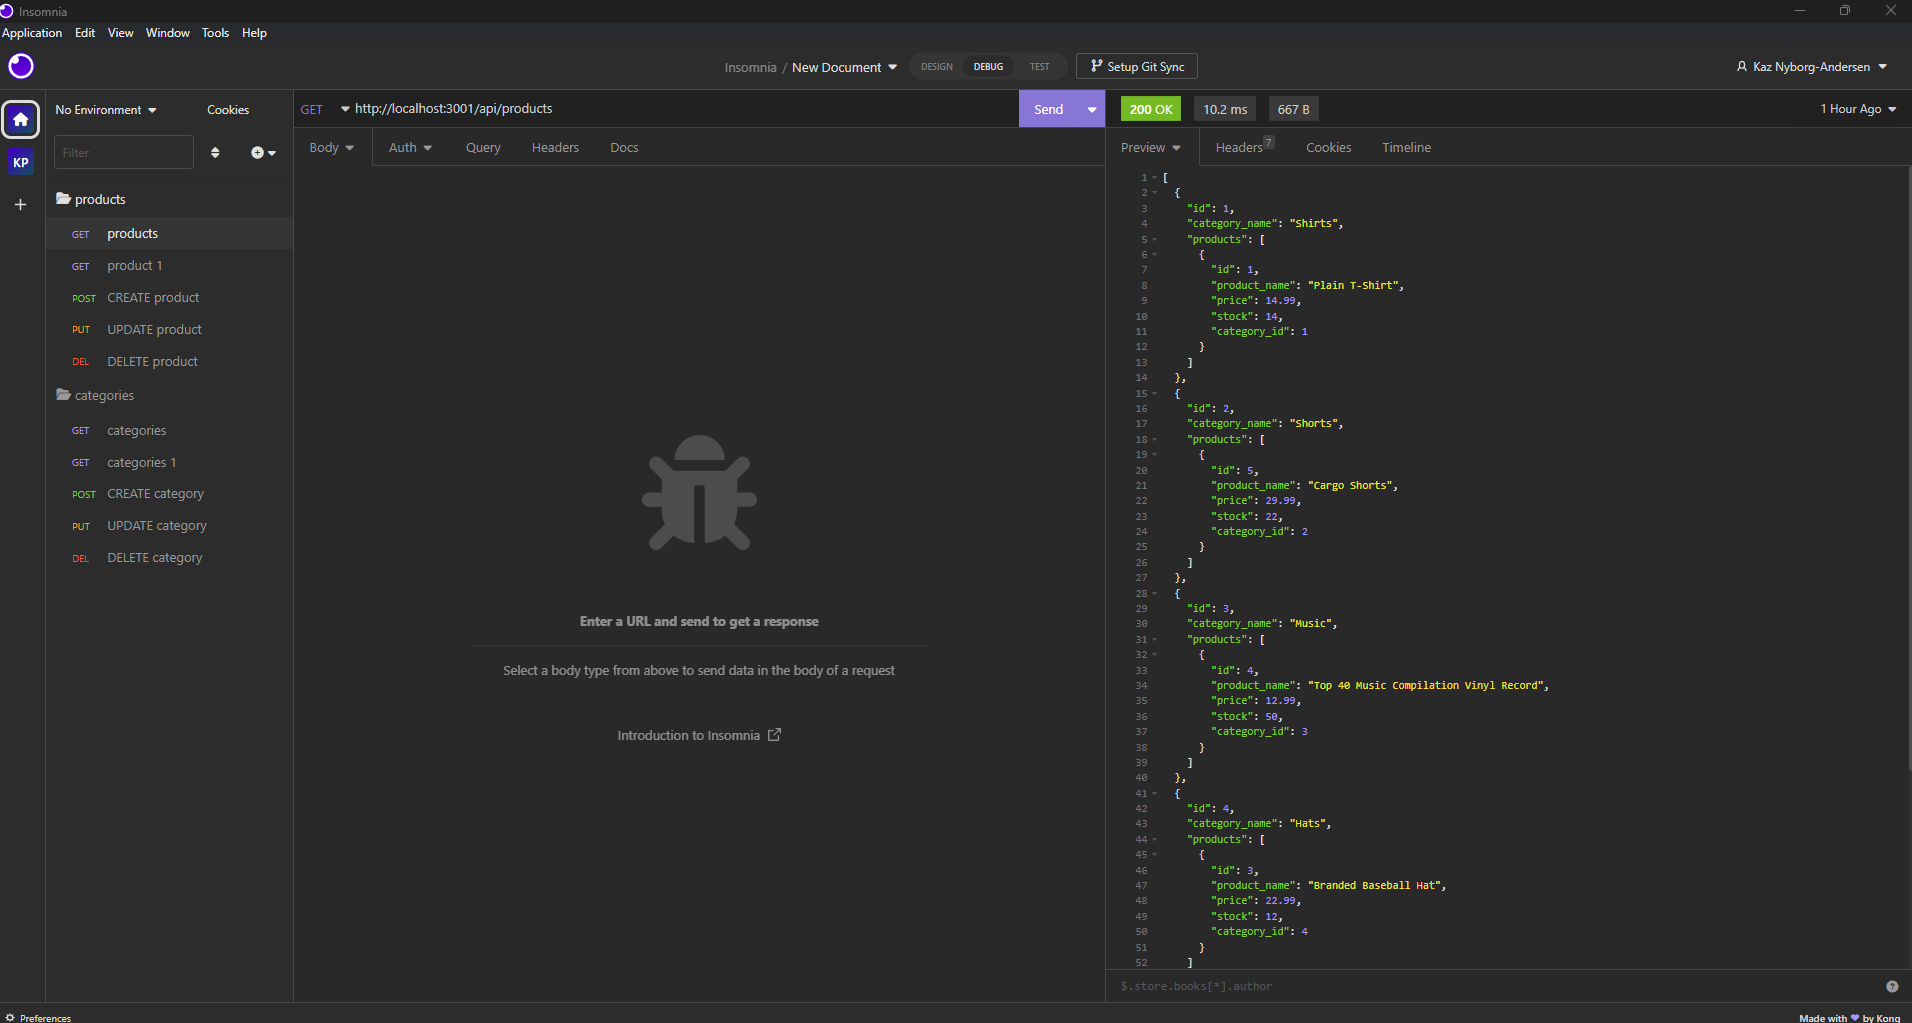 Insomnia
Application Edit View Window Tools Help
Insomnia / New Document DESIGN DEBUG TEST Setup Git Sync Kaz Nyborg-Andersen
No Environment Cookies
Filter
KP
products
GET products
GET product 1
POST CREATE product
PUT UPDATE product
DEL DELETE product
categories
GET categories
GET categories 1
POST CREATE category
PUT UPDATE category
DEL DELETE category
GET http://localhost:3001/api/products Send
Body Auth Query Headers Docs
Enter a URL and send to get a response
Select a body type from above to send data in the body of a request
Introduction to Insomnia
200 OK 10.2 ms 667 B 1 Hour Ago
Preview Headers 7 Cookies Timeline
1 [
2 {
3 "id": 1,
4 "category_name": "Shirts",
5 "products": [
6 {
7 "id": 1,
8 "product_name": "Plain T-Shirt",
9 "price": 14.99,
10 "stock": 14,
11 "category_id": 1
12 }
13 ]
14 },
15 {
16 "id": 2,
17 "category_name": "Shorts",
18 "products": [
19 {
20 "id": 5,
21 "product_name": "Cargo Shorts",
22 "price": 29.99,
23 "stock": 22,
24 "category_id": 2
25 }
26 ]
27 },
28 {
29 "id": 3,
30 "category_name": "Music",
31 "products": [
32 {
33 "id": 4,
34 "product_name": "Top 40 Music Compilation Vinyl Record",
35 "price": 12.99,
36 "stock": 50,
37 "category_id": 3
38 }
39 ]
40 },
41 {
42 "id": 4,
43 "category_name": "Hats",
44 "products": [
45 {
46 "id": 3,
47 "product_name": "Branded Baseball Hat",
48 "price": 22.99,
49 "stock": 12,
50 "category_id": 4
51 }
52 ]
$.store.books[*].author
Preferences
Made with ♥ by Kong